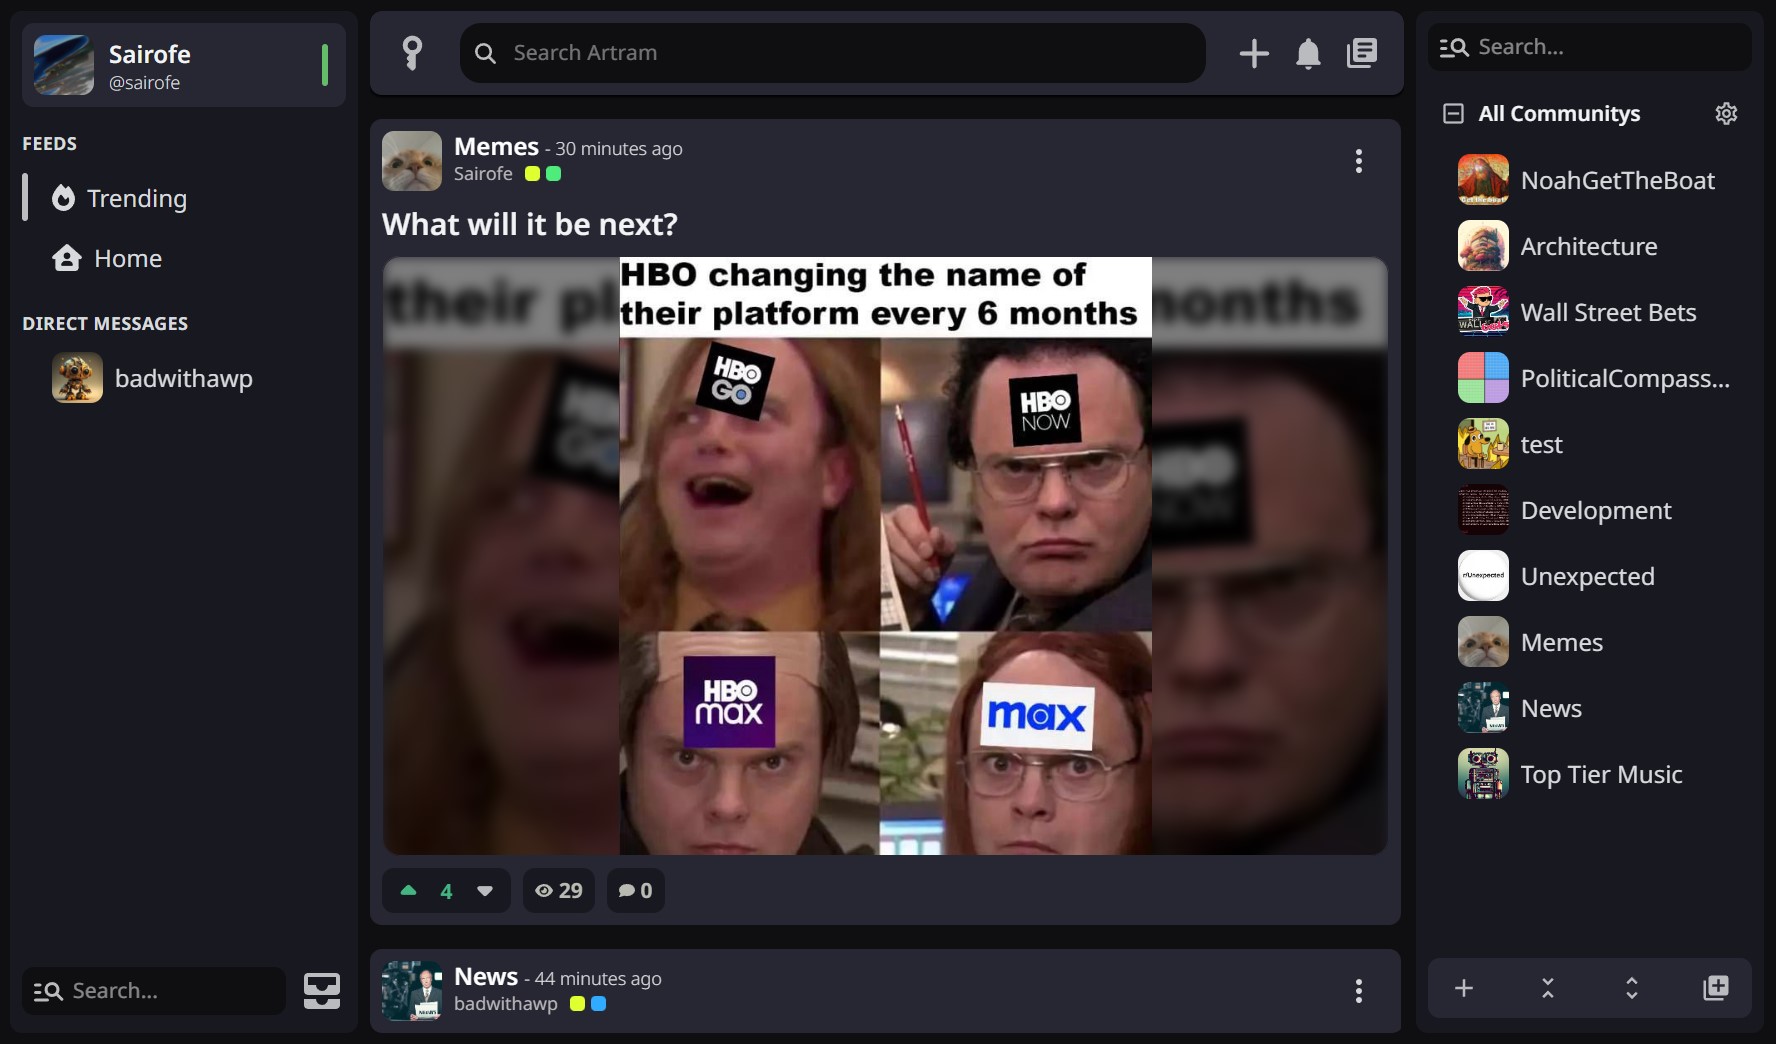 Sairofe
@sairofe
FEEDS
Trending
Home
DIRECT MESSAGES
badwithawp
Search...
Search Artram
Memes - 30 minutes ago
Sairofe
What will it be next?
HBO changing the name of
their platform every 6 months
HBO
GO
HBO
NOW
HBO
max
max
4
29
0
News - 44 minutes ago
badwithawp
Search...
All Communitys
NoahGetTheBoat
Architecture
Wall Street Bets
PoliticalCompass...
test
Development
r/Unexpected
Unexpected
Memes
News
Top Tier Music